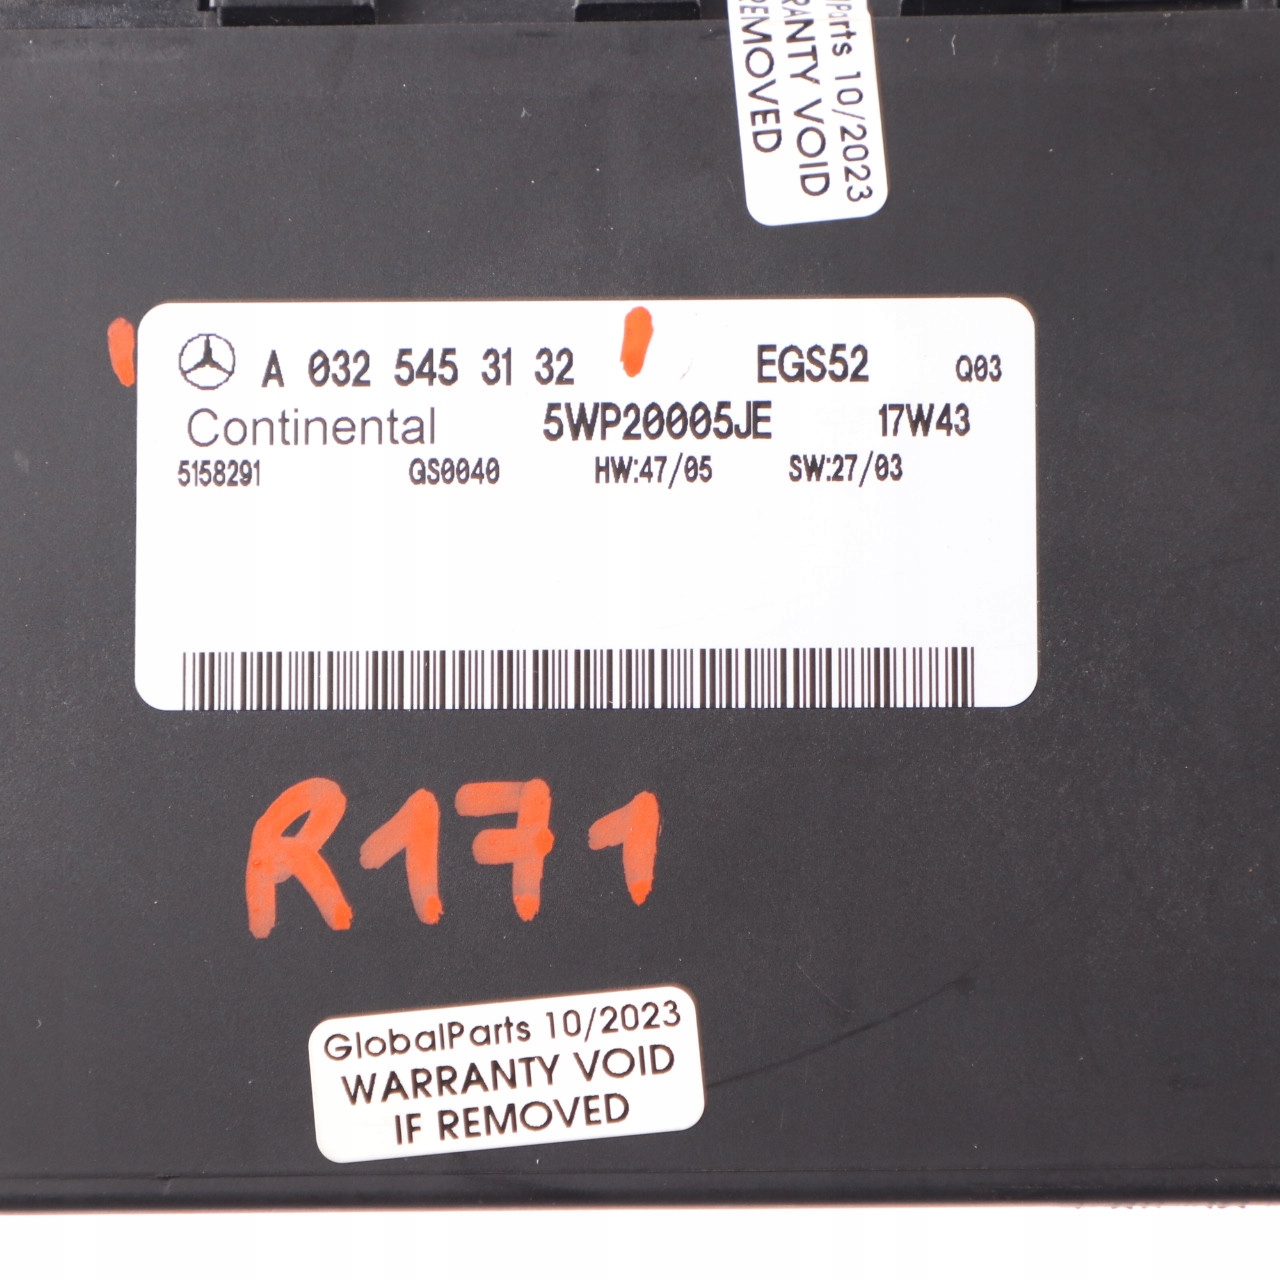 Parts 10/2023
RANTY VOID
REMOVED
A 032 545 31 32 EGS52 Q03
Continental 5WP20005JE 17W43
5158291 QS0040 HW:47/05 SW:27/03
R171
GlobalParts 10/2023
WARRANTY VOID
IF REMOVED